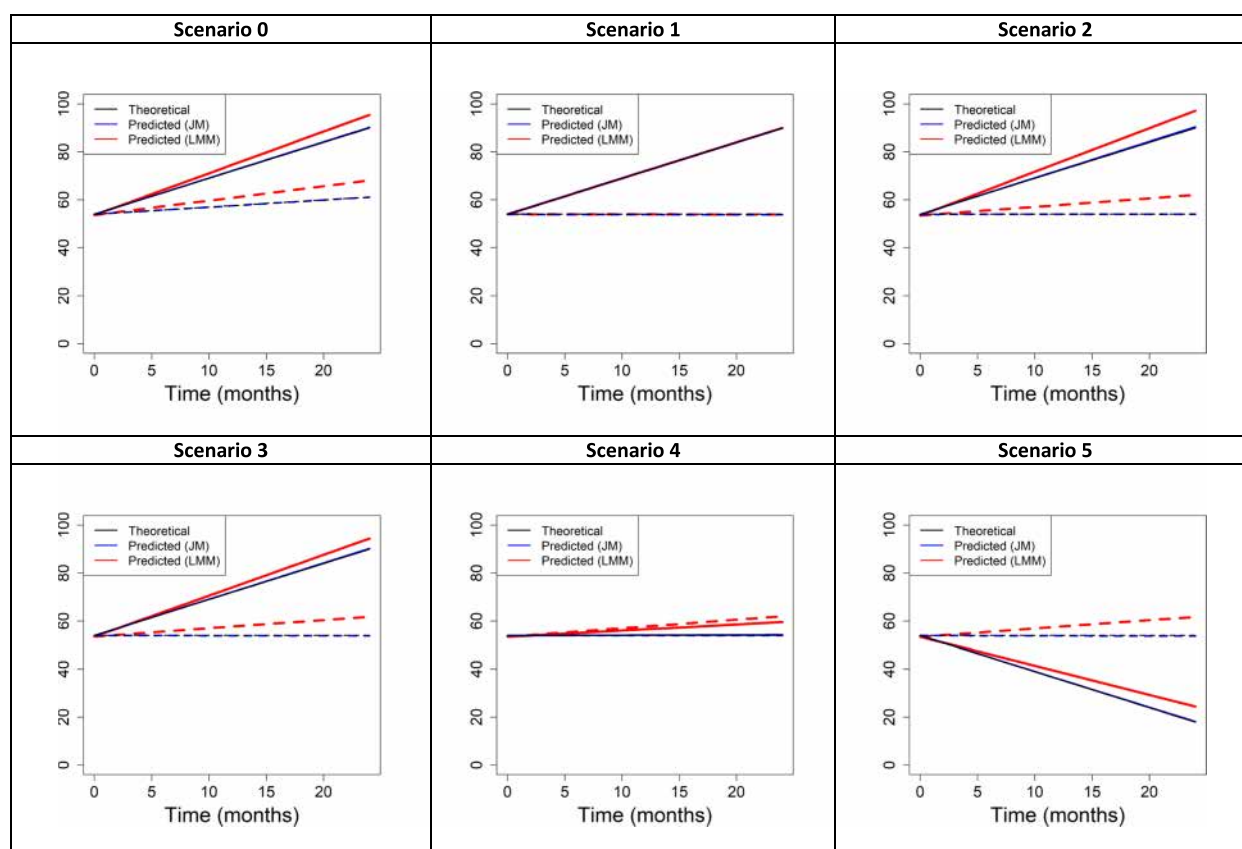 Scenario 0
Scenario 1
Scenario 2
Theoretical
Predicted (JM)
Predicted (LMM)
0 20 40 60 80 100
0 5 10 15 20
Time (months)
Theoretical
Predicted (JM)
Predicted (LMM)
0 20 40 60 80 100
0 5 10 15 20
Time (months)
Theoretical
Predicted (JM)
Predicted (LMM)
0 20 40 60 80 100
0 5 10 15 20
Time (months)
Scenario 3
Scenario 4
Scenario 5
Theoretical
Predicted (JM)
Predicted (LMM)
0 20 40 60 80 100
0 5 10 15 20
Time (months)
Theoretical
Predicted (JM)
Predicted (LMM)
0 20 40 60 80 100
0 5 10 15 20
Time (months)
Theoretical
Predicted (JM)
Predicted (LMM)
0 20 40 60 80 100
0 5 10 15 20
Time (months)